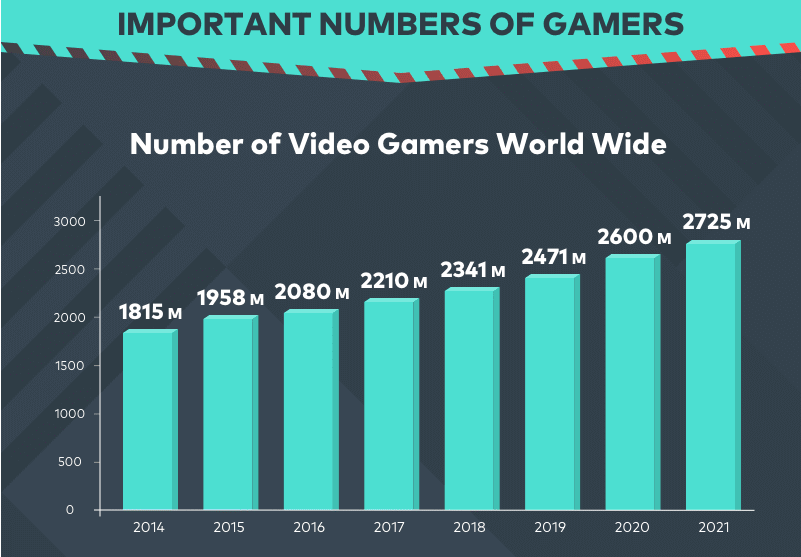 IMPORTANT NUMBERS OF GAMERS
Number of Video Gamers World Wide
3000
2500
2000
1500
1000
500
0
1815 M
1958 M
2080 M
2210 M
2341 M
2471 M
2600 M
2725 M
2014
2015
2016
2017
2018
2019
2020
2021